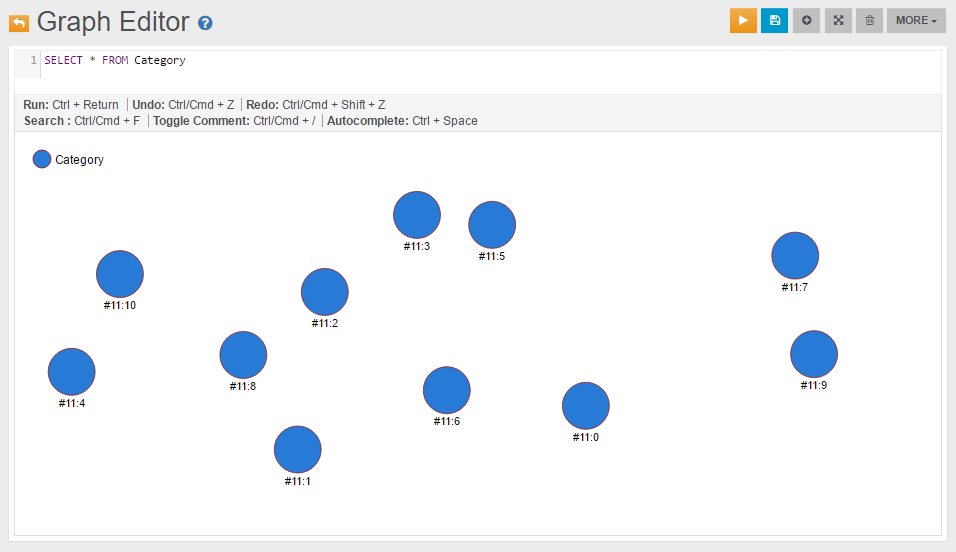 Graph Editor ?
MORE
1 SELECT * FROM Category
Run: Ctrl + Return | Undo: Ctrl/Cmd + Z | Redo: Ctrl/Cmd + Shift + Z
Search : Ctrl/Cmd + F | Toggle Comment: Ctrl/Cmd + / | Autocomplete: Ctrl + Space
Category
#11:3
#11:5
#11:7
#11:10
#11:2
#11:8
#11:9
#11:4
#11:6
#11:0
#11:1